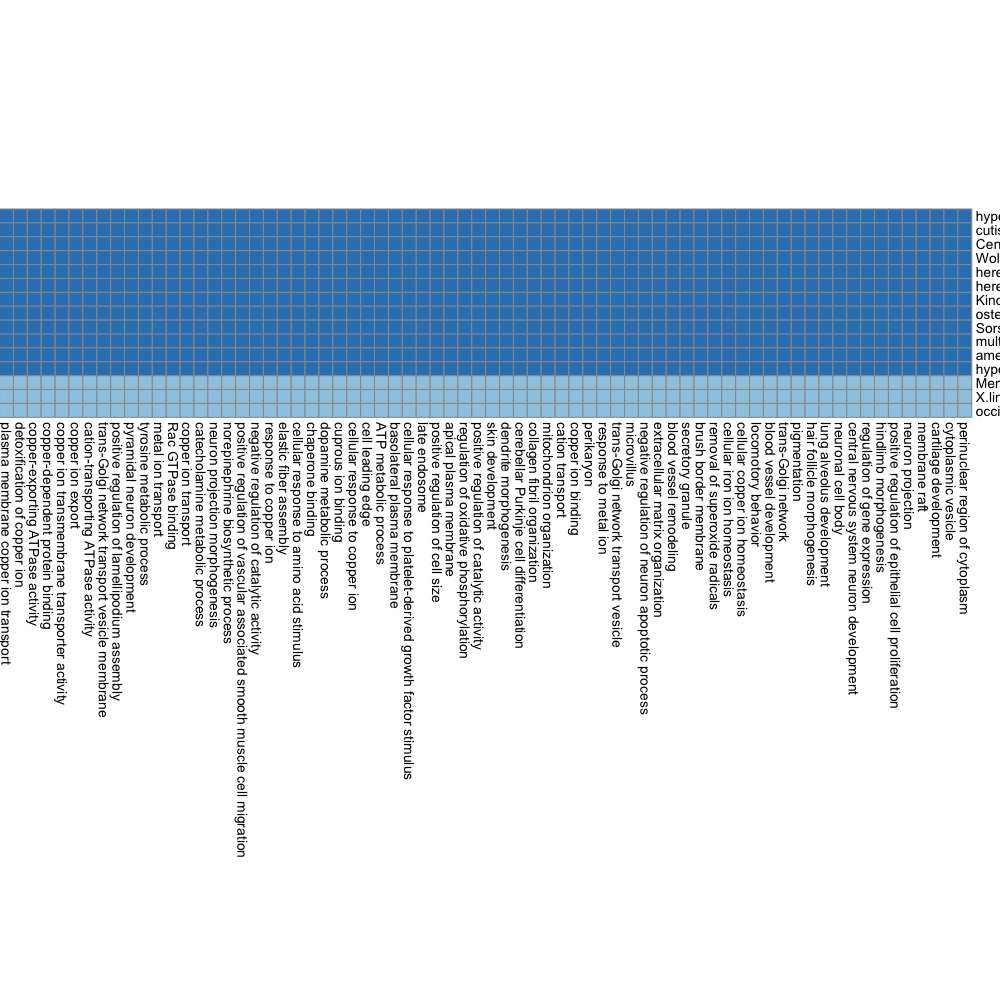 hype
cutis
Cen
Wol
here
here
Kind
oste
Sors
mult
ame
hype
Men
X.lin
occi
plasma membrane copper ion transport
detoxification of copper ion
copper-exporting ATPase activity
copper-dependent protein binding
copper ion transmembrane transporter activity
copper ion export
cation-transporting ATPase activity
trans-Golgi network transport vesicle membrane
positive regulation of lamellipodium assembly
pyramidal neuron development
tyrosine metabolic process
metal ion transport
Rac GTPase binding
copper ion transport
catecholamine metabolic process
neuron projection morphogenesis
norepinephrine biosynthetic process
positive regulation of vascular associated smooth muscle cell migration
negative regulation of catalytic activity
response to copper ion
elastic fiber assembly
cellular response to amino acid stimulus
chaperone binding
dopamine metabolic process
cuprous ion binding
cellular response to copper ion
cell leading edge
ATP metabolic process
basolateral plasma membrane
cellular response to platelet-derived growth factor stimulus
late endosome
positive regulation of cell size
apical plasma membrane
regulation of oxidative phosphorylation
positive regulation of catalytic activity
skin development
dendrite morphogenesis
cerebellar Purkinje cell differentiation
collagen fibril organization
mitochondrion organization
cation transport
copper ion binding
perikaryon
response to metal ion
trans-Golgi network transport vesicle
microvillus
negative regulation of neuron apoptotic process
extracellular matrix organization
blood vessel remodeling
secretory granule
brush border membrane
removal of superoxide radicals
cellular iron ion homeostasis
cellular copper ion homeostasis
locomotory behavior
blood vessel development
trans-Golgi network
pigmentation
hair follicle morphogenesis
lung alveolus development
neuronal cell body
central nervous system neuron development
regulation of gene expression
hindlimb morphogenesis
positive regulation of epithelial cell proliferation
neuron projection
membrane raft
cartilage development
cytoplasmic vesicle
perinuclear region of cytoplasm